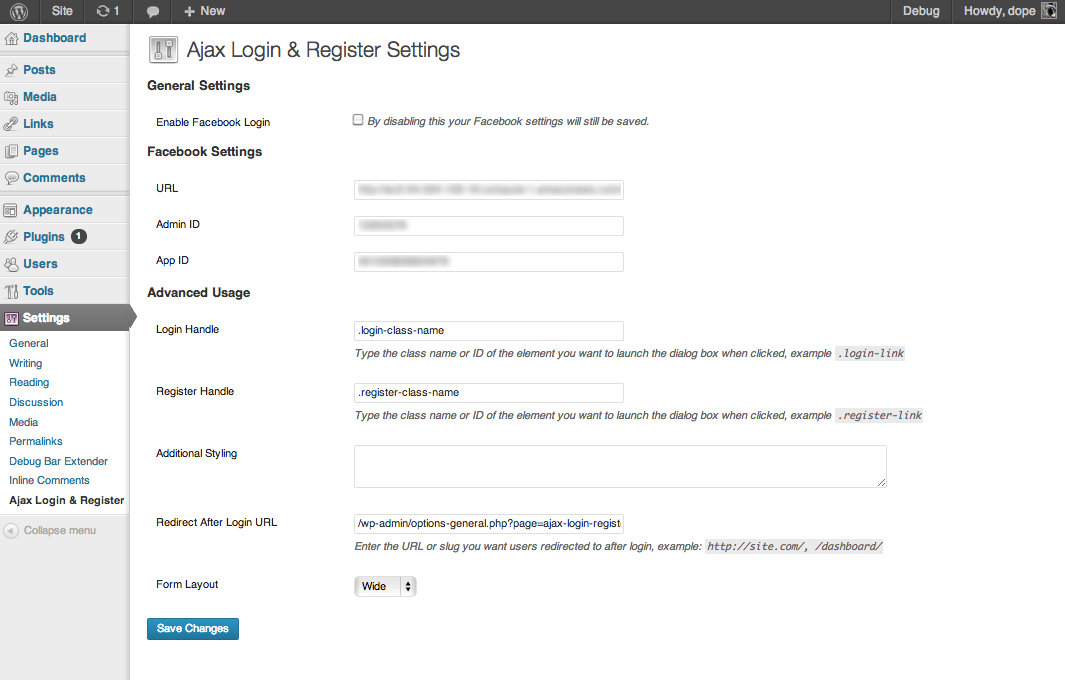 Site
1
New
Debug
Howdy, dope
Dashboard
Posts
Media
Links
Pages
Comments
Appearance
Plugins 1
Users
Tools
Settings
General
Writing
Reading
Discussion
Media
Permalinks
Debug Bar Extender
Inline Comments
Ajax Login & Register
Collapse menu
Ajax Login & Register Settings
General Settings
Enable Facebook Login
By disabling this your Facebook settings will still be saved.
Facebook Settings
URL
Admin ID
App ID
Advanced Usage
Login Handle
.login-class-name
Type the class name or ID of the element you want to launch the dialog box when clicked, example .login-link
Register Handle
.register-class-name
Type the class name or ID of the element you want to launch the dialog box when clicked, example .register-link
Additional Styling
Redirect After Login URL
/wp-admin/options-general.php?page=ajax-login-registe
Enter the URL or slug you want users redirected to after login, example: http://site.com/, /dashboard/
Form Layout
Wide
Save Changes